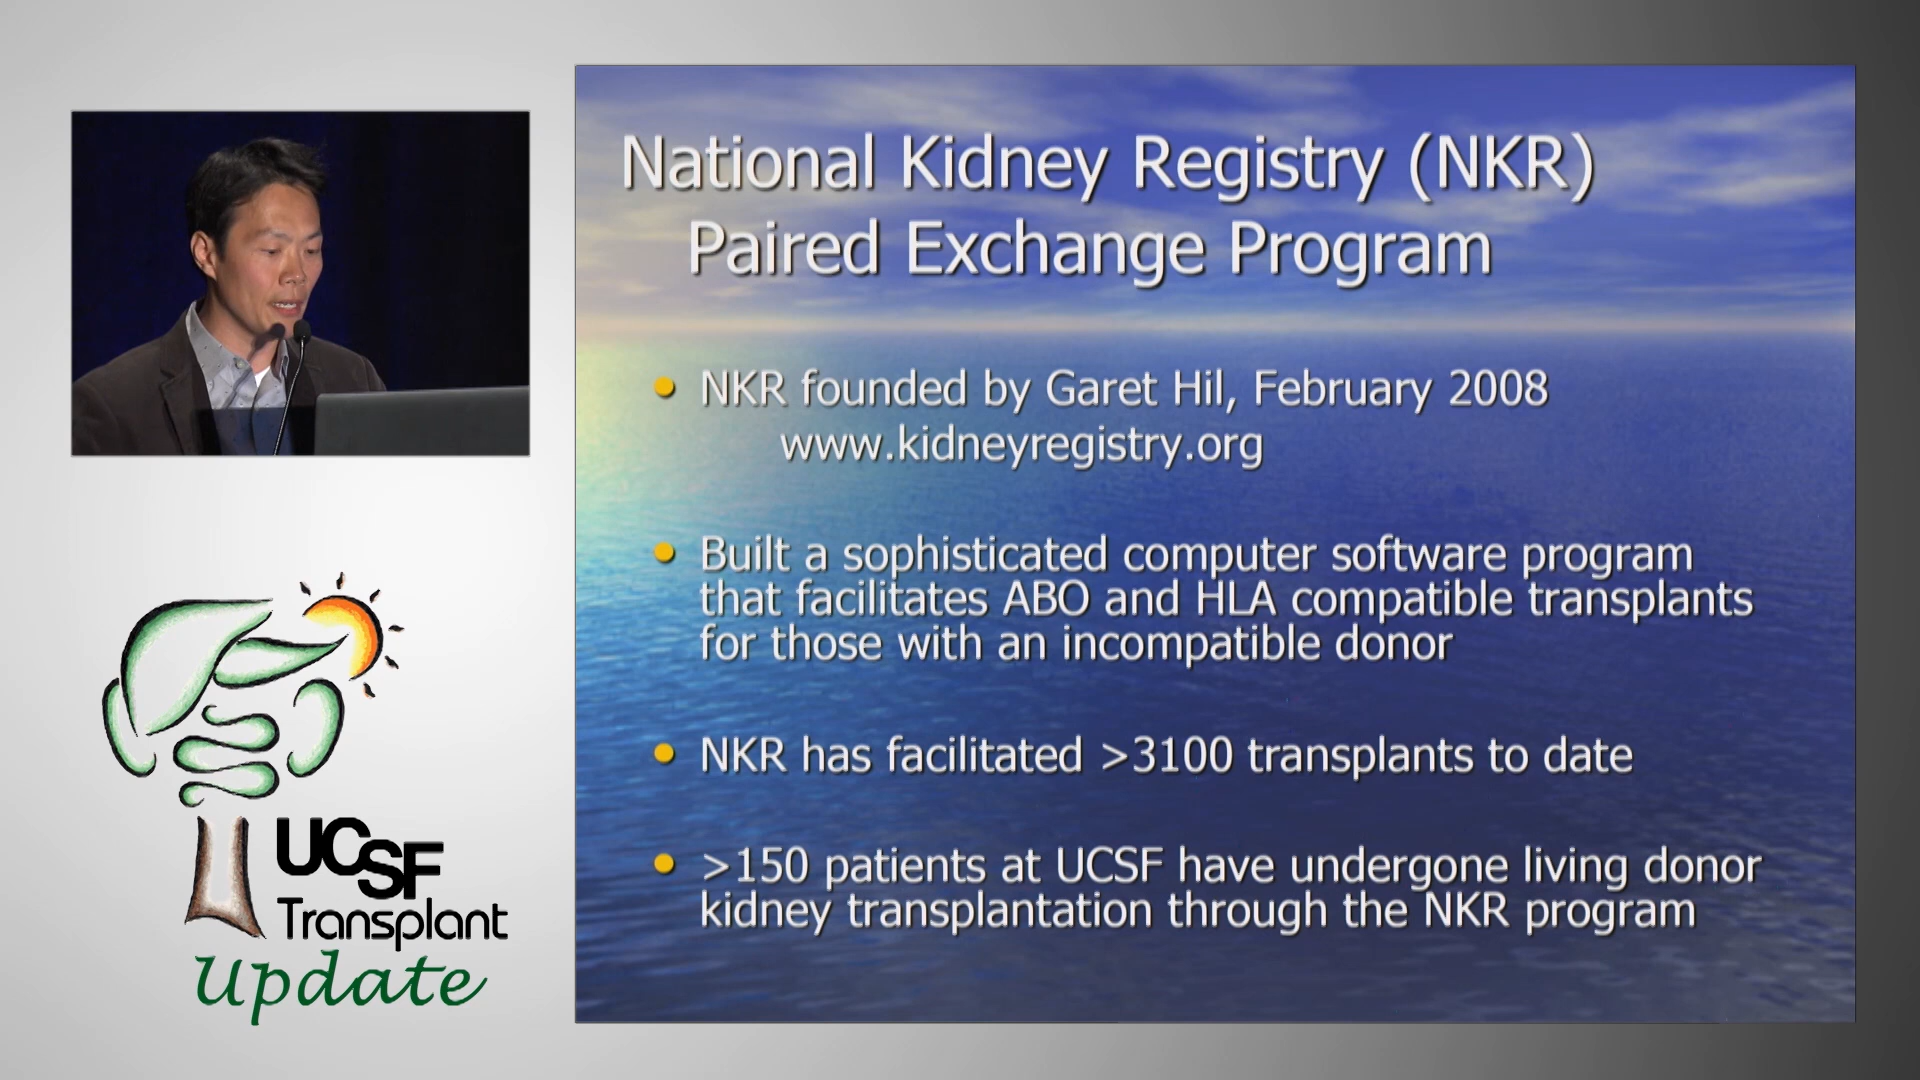 National Kidney Registry (NKR)
Paired Exchange Program
• NKR founded by Garet Hil, February 2008
www.kidneyregistry.org
• Built a sophisticated computer software program
that facilitates ABO and HLA compatible transplants
for those with an incompatible donor
• NKR has facilitated >3100 transplants to date
• >150 patients at UCSF have undergone living donor
kidney transplantation through the NKR program
UCSF
Transplant
Update